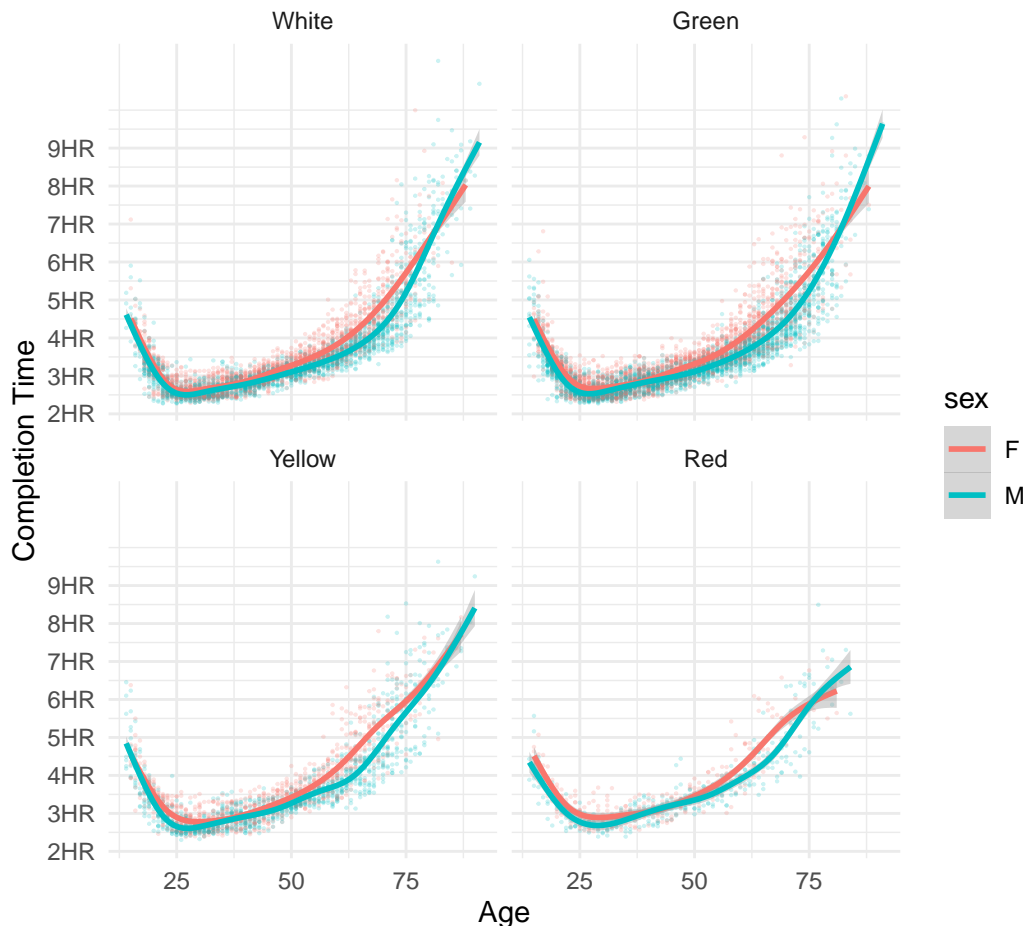 White
Green
9HR
8HR
7HR
6HR
5HR
4HR
3HR
2HR
Yellow
Red
9HR
8HR
7HR
6HR
5HR
4HR
3HR
2HR
25
50
75
25
50
75
Age
Completion Time
sex
F
M